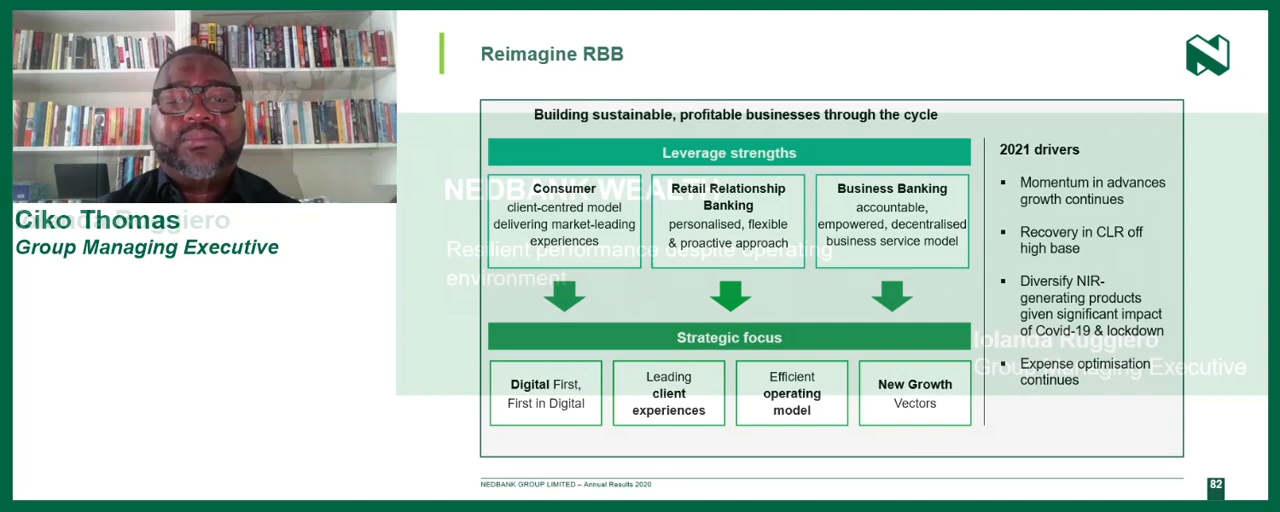 Ciko Thomas
Iolanda Ruggiero
Group Managing Executive
Reimagine RBB
Building sustainable, profitable businesses through the cycle
Leverage strengths
Consumer
client-centred model
delivering market-leading
experiences
Retail Relationship
Banking
personalised, flexible
& proactive approach
Business Banking
accountable,
empowered, decentralised
business service model
Strategic focus
Digital First,
First in Digital
Leading
client
experiences
Efficient
operating
model
New Growth
Vectors
2021 drivers
Momentum in advances
growth continues
Recovery in CLR off
high base
Diversify NIR-
generating products
given significant impact
of Covid-19 & lockdown
Expense optimisation
continues
NEDBANK WEALTH
Resilient performance despite operating
environment
Iolanda Ruggiero
Group Managing Executive
NEDBANK GROUP LIMITED – Annual Results 2020
82